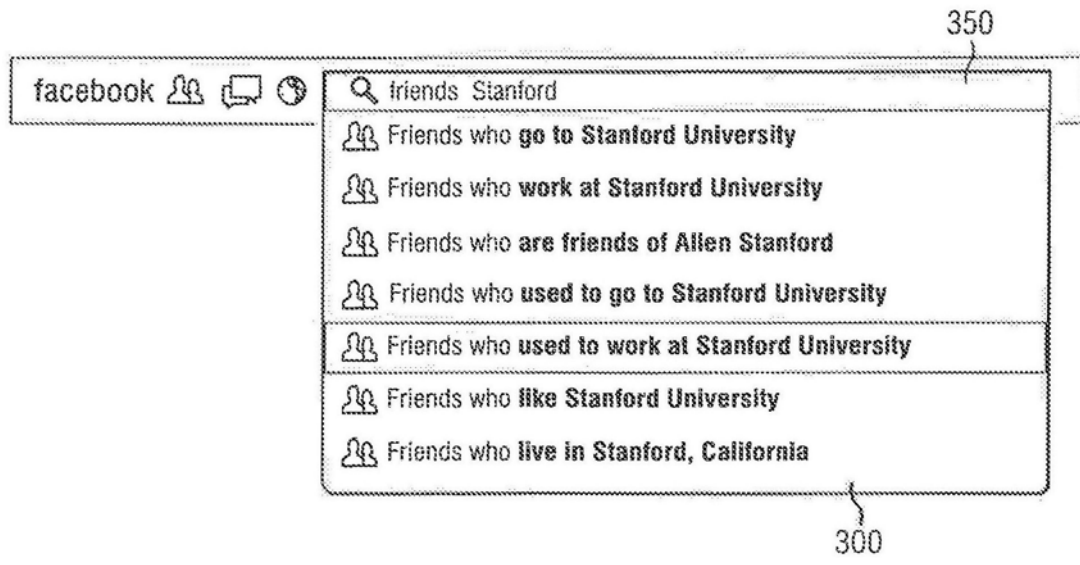 350
facebook
friends Stanford
Friends who go to Stanford University
Friends who work at Stanford University
Friends who are friends of Allen Stanford
Friends who used to go to Stanford University
Friends who used to work at Stanford University
Friends who like Stanford University
Friends who live in Stanford, California
300